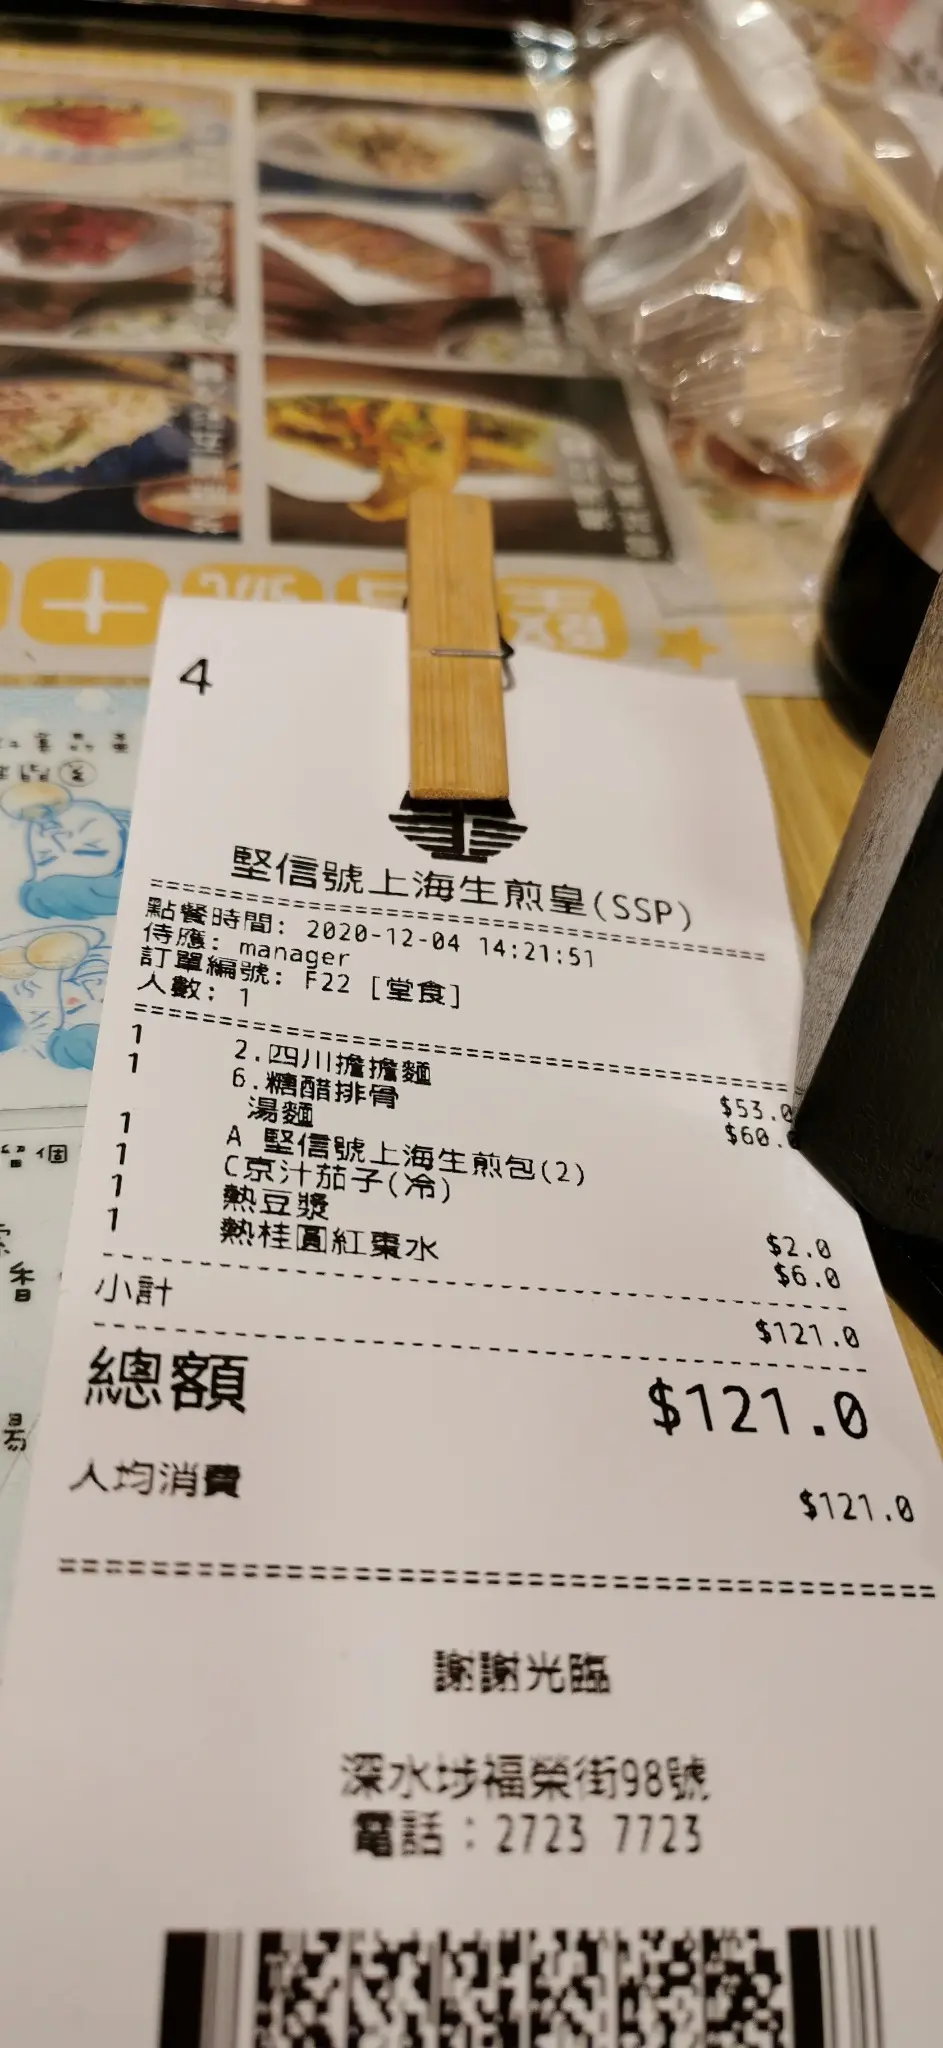 4
堅信號上海生煎皇(SSP)
點餐時間: 2020-12-04 14:21:51
侍應: manager
訂單編號: F22 [堂食]
人數: 1
1 2.四川擔擔麵 $53.0
1 6.糖醋排骨 $60.0
湯麵
1 A 堅信號上海生煎包(2)
1 C京汁茄子(冷)
1 熱豆漿 $2.0
1 熱桂圓紅棗水 $6.0
小計 $121.0
總額 $121.0
人均消費 $121.0
謝謝光臨
深水埗福榮街98號
電話：2723 7723
香
湯